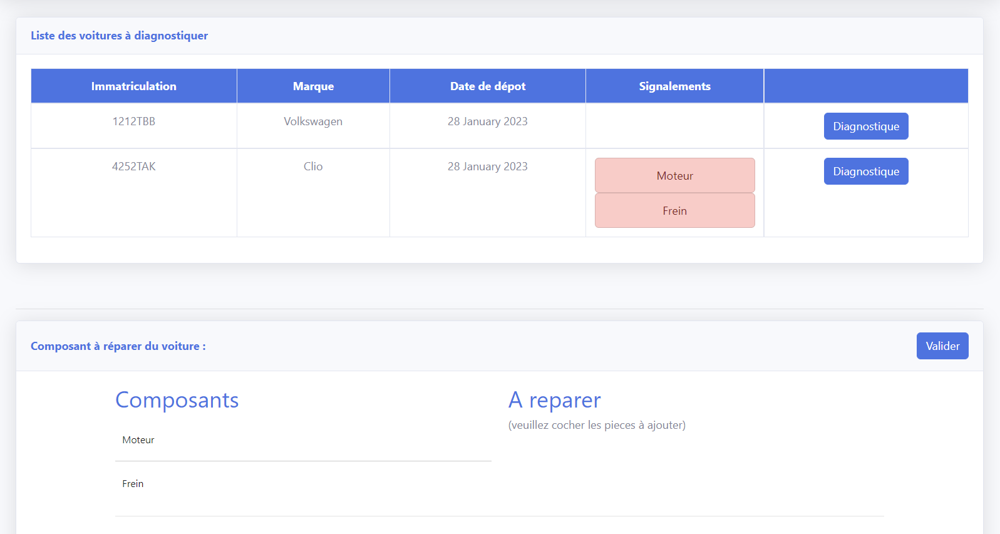 Liste des voitures à diagnostiquer
Immatriculation Marque Date de dépot Signalements
1212TBB Volkswagen 28 January 2023 Diagnostique
4252TAK Clio 28 January 2023 Moteur Diagnostique
Frein
Composant à réparer du voiture : Valider
Composants A reparer
(veuillez cocher les pieces à ajouter)
Moteur
Frein